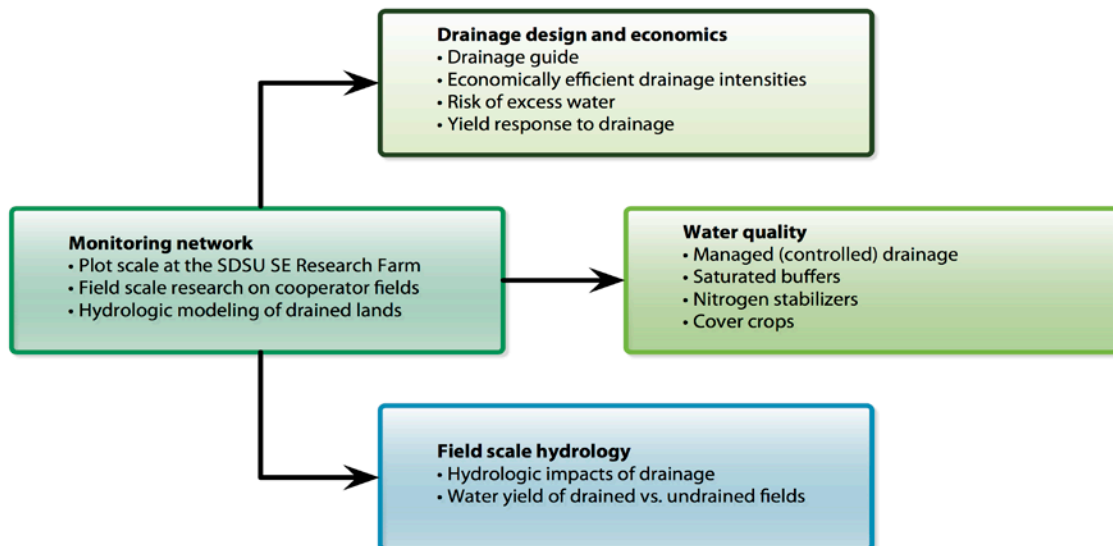 Drainage design and economics
• Drainage guide
• Economically efficient drainage intensities
• Risk of excess water
• Yield response to drainage
Monitoring network
• Plot scale at the SDSU SE Research Farm
• Field scale research on cooperator fields
• Hydrologic modeling of drained lands
Water quality
• Managed (controlled) drainage
• Saturated buffers
• Nitrogen stabilizers
• Cover crops
Field scale hydrology
• Hydrologic impacts of drainage
• Water yield of drained vs. undrained fields